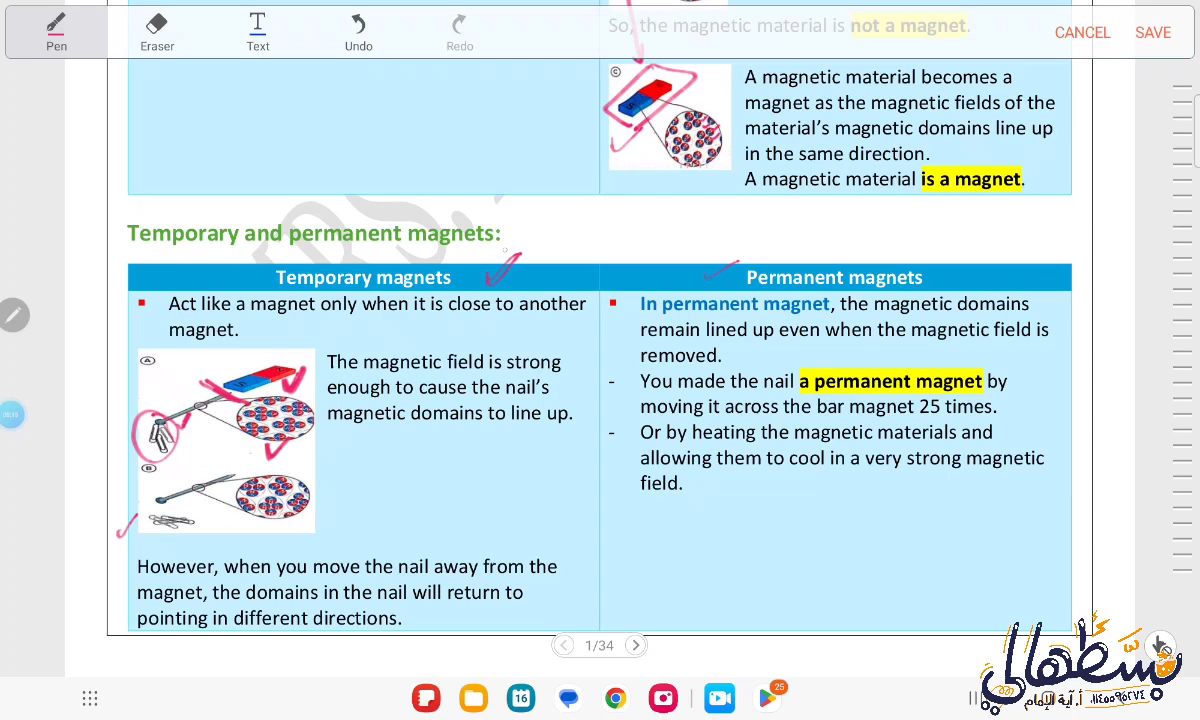 Pen
Eraser
Text
Undo
Redo
CANCEL
SAVE
So, the magnetic material is not a magnet.
A magnetic material becomes a
magnet as the magnetic fields of the
material's magnetic domains line up
in the same direction.
A magnetic material is a magnet.
Temporary and permanent magnets:
Temporary magnets
Act like a magnet only when it is close to another
magnet.
A
The magnetic field is strong
enough to cause the nail's
magnetic domains to line up.
B
However, when you move the nail away from the
magnet, the domains in the nail will return to
pointing in different directions.
Permanent magnets
In permanent magnet, the magnetic domains
remain lined up even when the magnetic field is
removed.
- You made the nail a permanent magnet by
moving it across the bar magnet 25 times.
- Or by heating the magnetic materials and
allowing them to cool in a very strong magnetic
field.
1/34
16
25
أ. آية الإمام